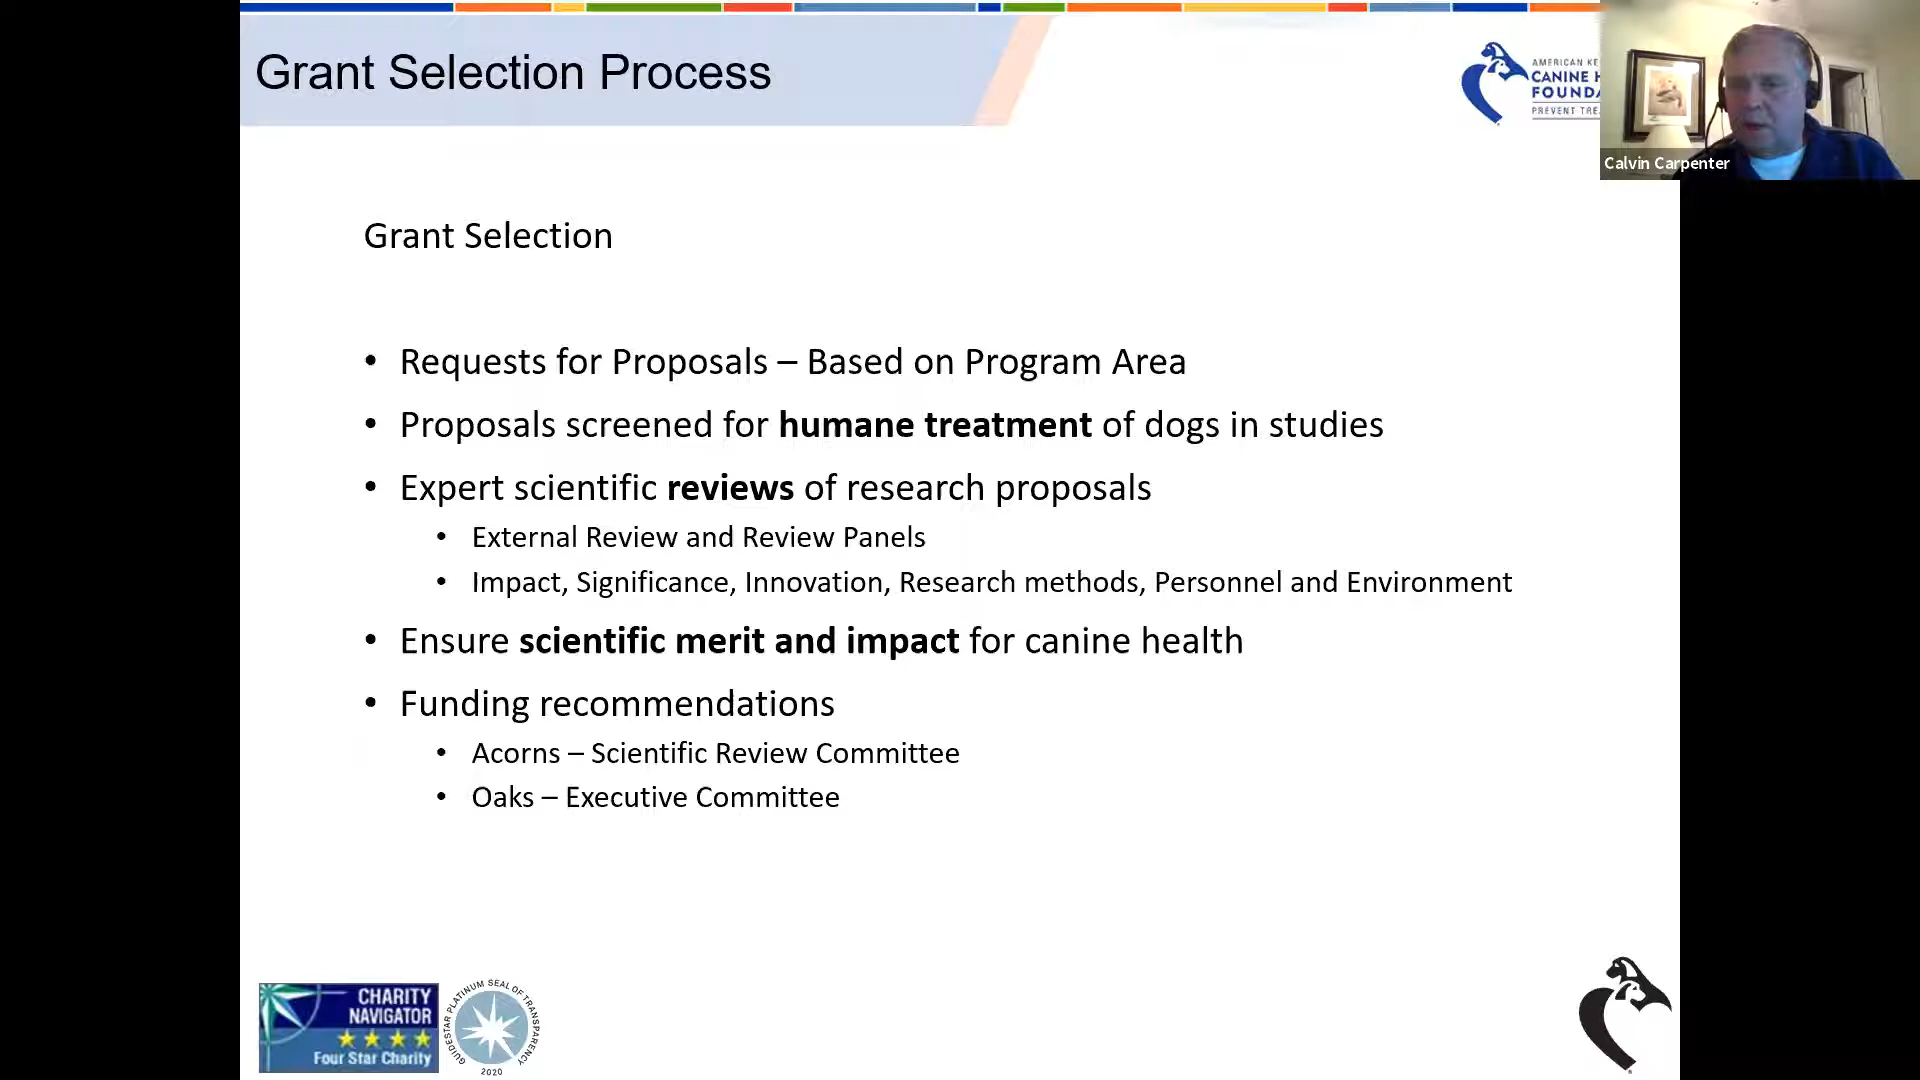 Grant Selection Process
AMERICAN KE
CANINE H
FOUNDA
PREVENT TRE
Calvin Carpenter
Grant Selection
• Requests for Proposals – Based on Program Area
• Proposals screened for humane treatment of dogs in studies
• Expert scientific reviews of research proposals
• External Review and Review Panels
• Impact, Significance, Innovation, Research methods, Personnel and Environment
• Ensure scientific merit and impact for canine health
• Funding recommendations
• Acorns – Scientific Review Committee
• Oaks – Executive Committee
CHARITY
NAVIGATOR
Four Star Charity
GUIDESTAR PLATINUM SEAL OF TRANSPARENCY
2020